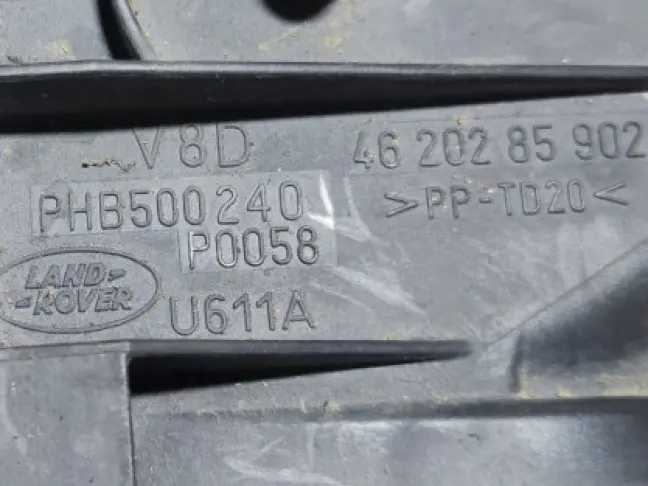 V8D
46 202 85 902
PHB500240
>PP-TD20<
P0058
LAND-
-ROVER
U611A